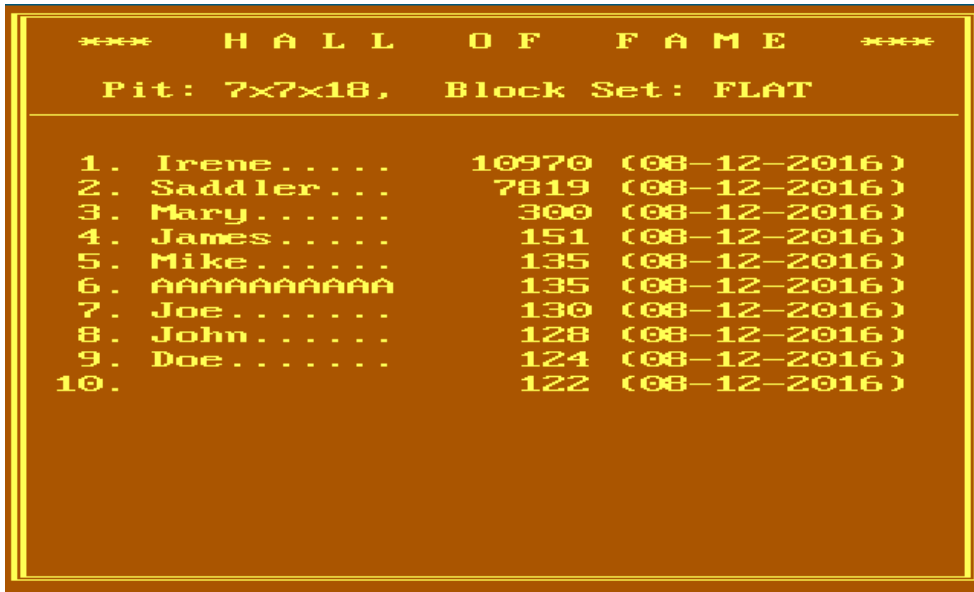 *** H A L L   O F   F A M E ***
Pit: 7x7x18, Block Set: FLAT
1. Irene..... 10970 (08-12-2016)
2. Saddler... 7819 (08-12-2016)
3. Mary...... 300 (08-12-2016)
4. James..... 151 (08-12-2016)
5. Mike...... 135 (08-12-2016)
6. AAAAAAAAAA 135 (08-12-2016)
7. Joe....... 130 (08-12-2016)
8. John...... 128 (08-12-2016)
9. Doe....... 124 (08-12-2016)
10. 122 (08-12-2016)